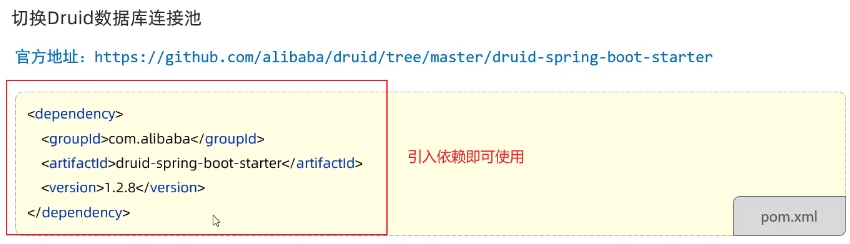 切换Druid数据库连接池
官方地址：https://github.com/alibaba/druid/tree/master/druid-spring-boot-starter
<dependency>
<groupId>com.alibaba</groupId>
<artifactId>druid-spring-boot-starter</artifactId>
<version>1.2.8</version>
</dependency>
引入依赖即可使用
pom.xml